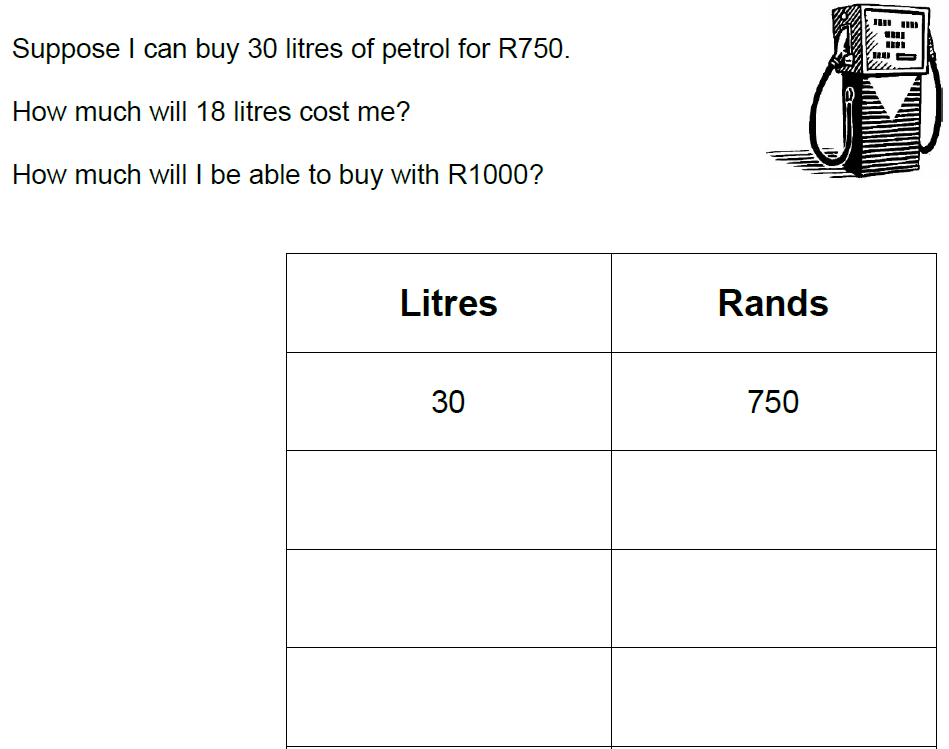 Suppose I can buy 30 litres of petrol for R750.
How much will 18 litres cost me?
How much will I be able to buy with R1000?
Litres Rands
30 750